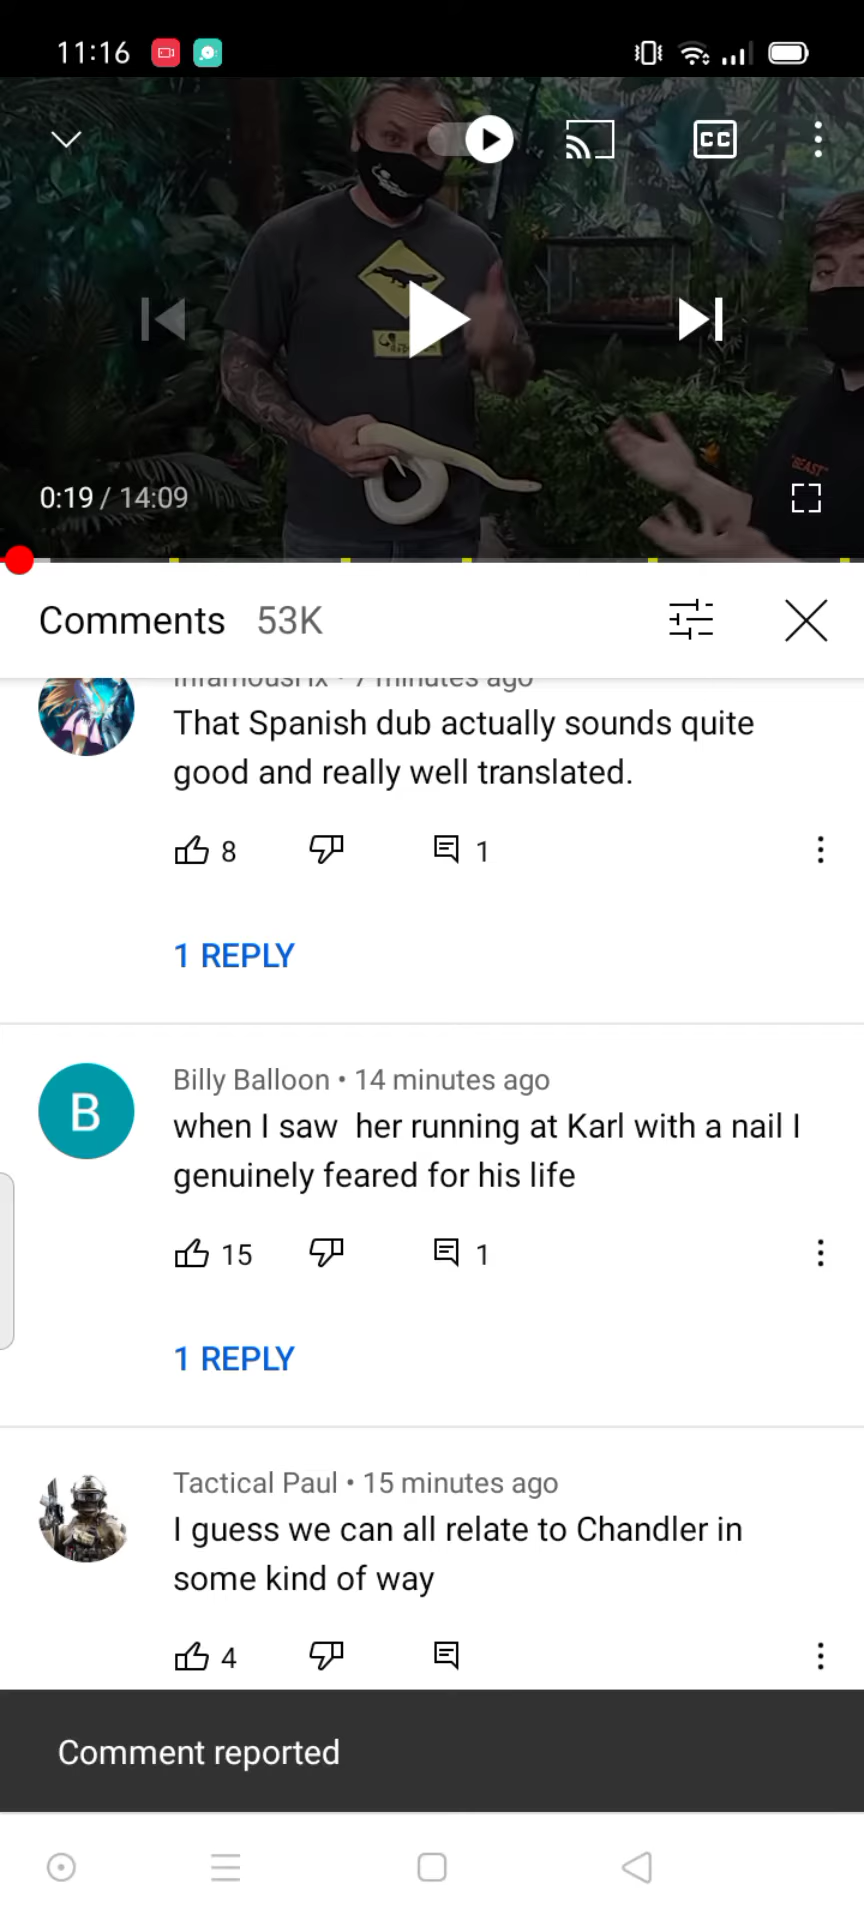 11:16
CC
"BEAST"
0:19 / 14:09
Comments 53K
7 minutes ago
That Spanish dub actually sounds quite
good and really well translated.
8 1
1 REPLY
B
Billy Balloon • 14 minutes ago
when I saw her running at Karl with a nail I
genuinely feared for his life
15 1
1 REPLY
Tactical Paul • 15 minutes ago
I guess we can all relate to Chandler in
some kind of way
4
Comment reported